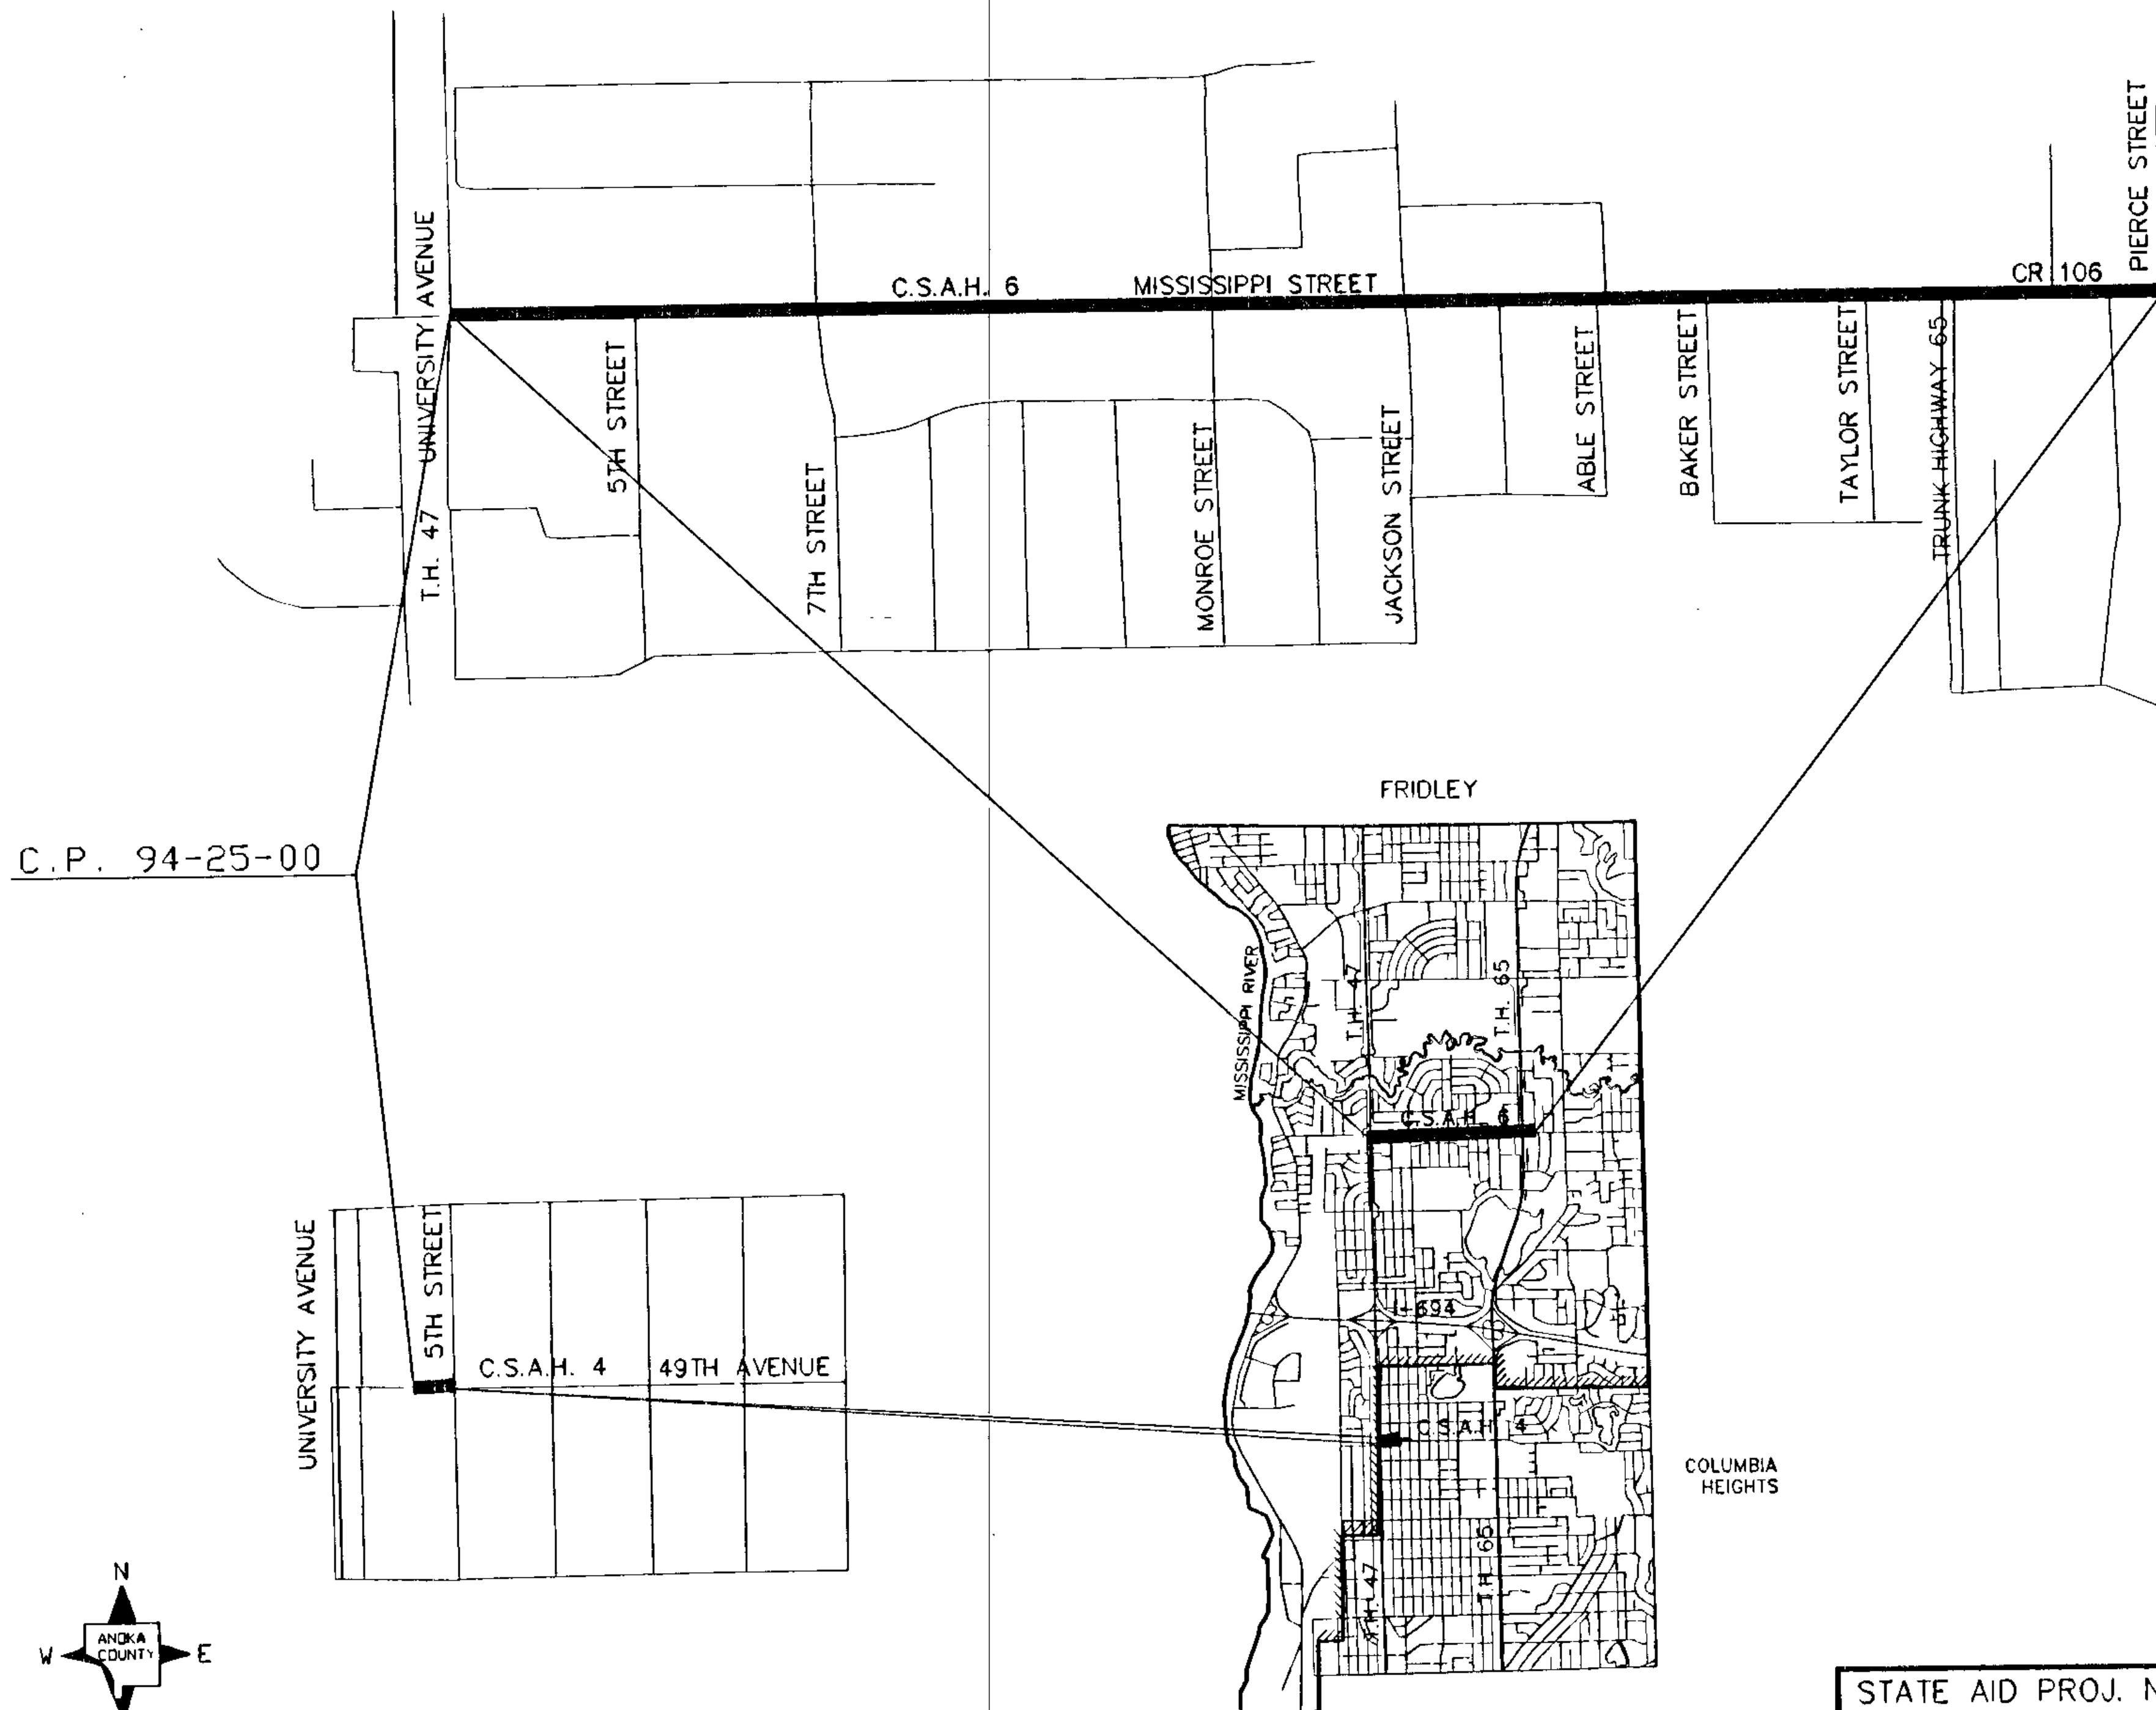 PIERCE STREET
T.H. 47 UNIVERSITY AVENUE
C.S.A.H. 6 MISSISSIPPI STREET
CR 106
5TH STREET
7TH STREET
MONROE STREET
JACKSON STREET
ABLE STREET
BAKER STREET
TAYLOR STREET
TRUNK HIGHWAY 65
FRIDLEY
C.P. 94-25-00
MISSISSIPPI RIVER
T.H. 47
T.H. 65
C.S.A.H. 6
UNIVERSITY AVENUE
5TH STREET
C.S.A.H. 4 49TH AVENUE
I-694
C.S.A.H. 4
COLUMBIA
HEIGHTS
T.H. 47
T.H. 65
N
W
ANOKA
COUNTY
E
STATE AID PROJ. N